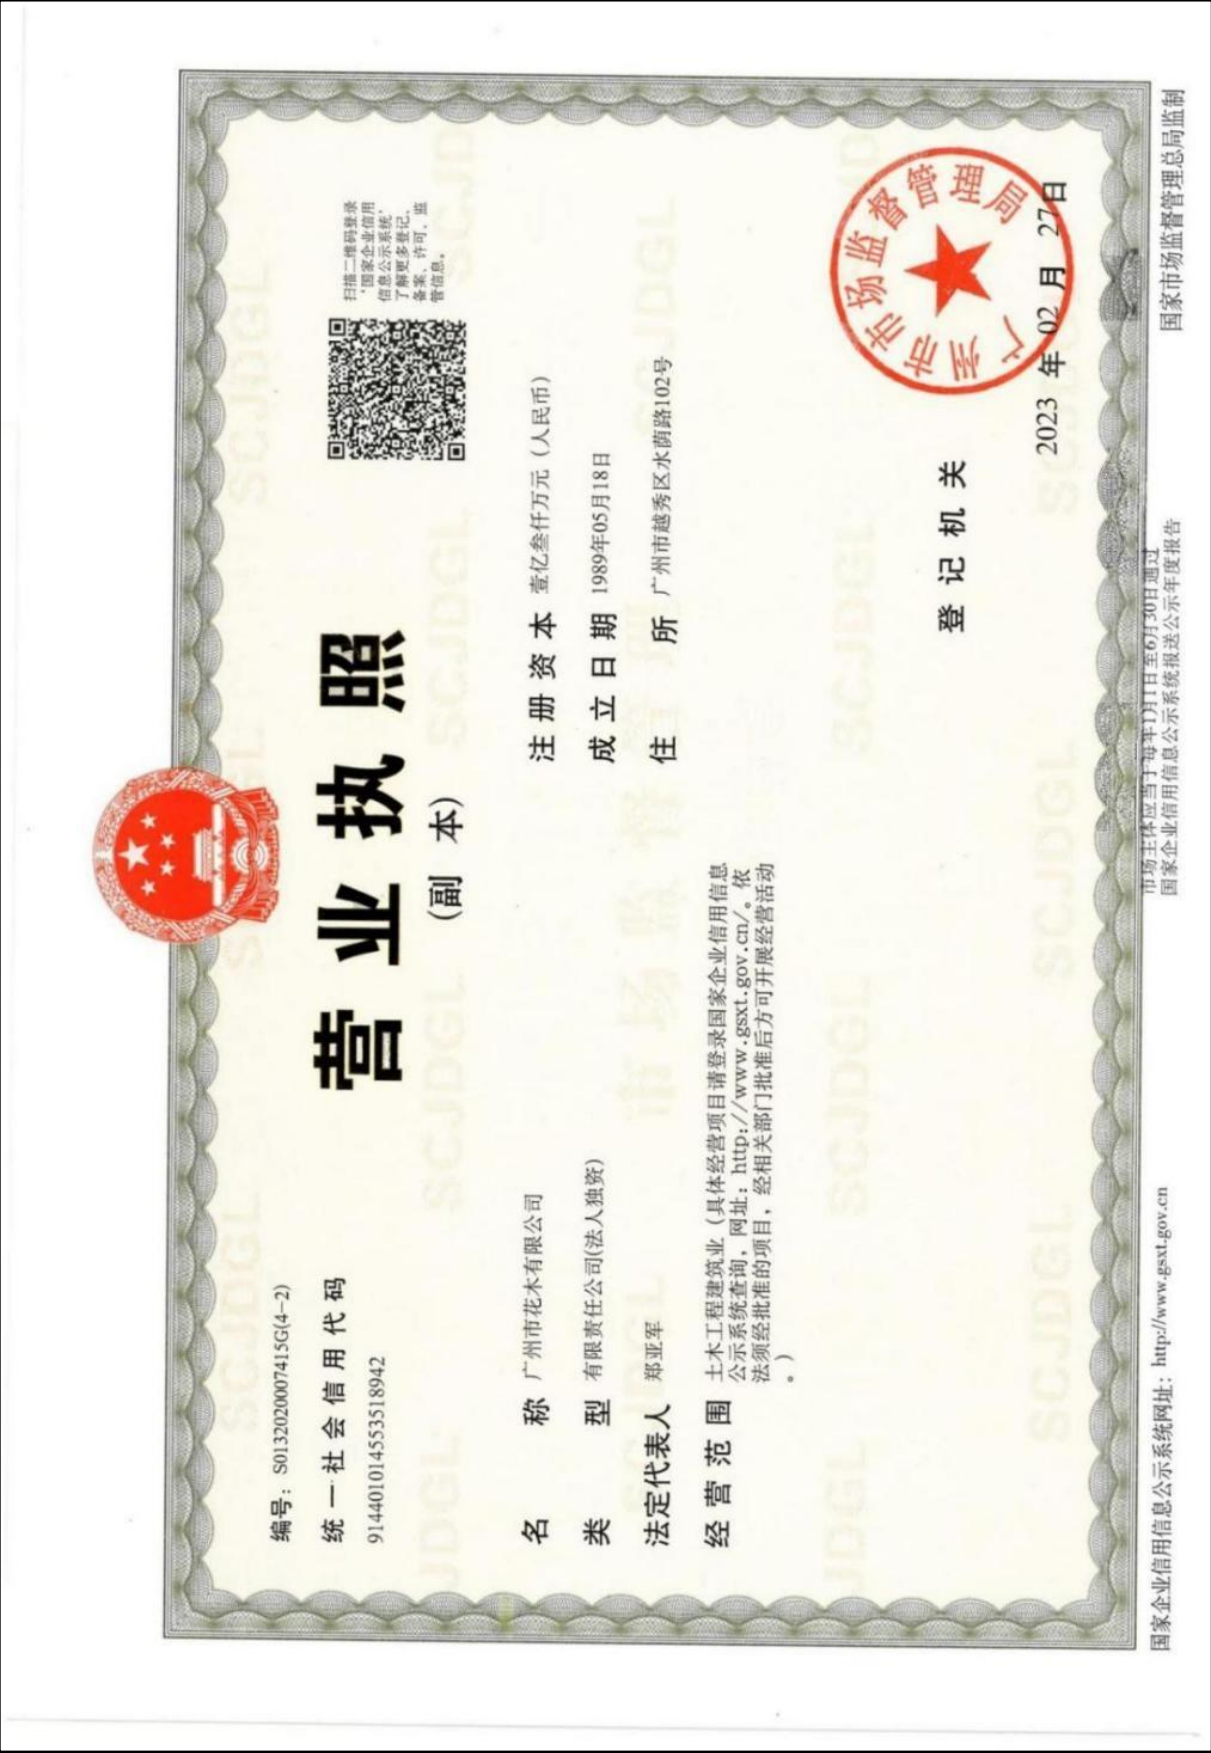 编号：S0132020007415G(4-2)
统一社会信用代码
914401014553518942
营业执照
(副 本)
扫描二维码登录
“国家企业信用
信息公示系统”
了解更多登记、
备案、许可、监
管信息。
名 称 广州市花木有限公司
类 型 有限责任公司(法人独资)
法定代表人 郑亚军
经营范围 土木工程建筑业（具体经营项目请登录国家企业信用信息
公示系统查询，网址：http://www.gsxt.gov.cn/。依
法须经批准的项目，经相关部门批准后方可开展经营活动
。）
注册资本 壹亿叁仟万元（人民币）
成立日期 1989年05月18日
住 所 广州市越秀区水荫路102号
登记机关
广州市市场监督管理局
2023 年 02 月 27日
国家企业信用信息公示系统网址：http://www.gsxt.gov.cn
市场主体应当于每年1月1日至6月30日通过
国家企业信用信息公示系统报送公示年度报告
国家市场监督管理总局监制
SCJDGL
市场监督管理